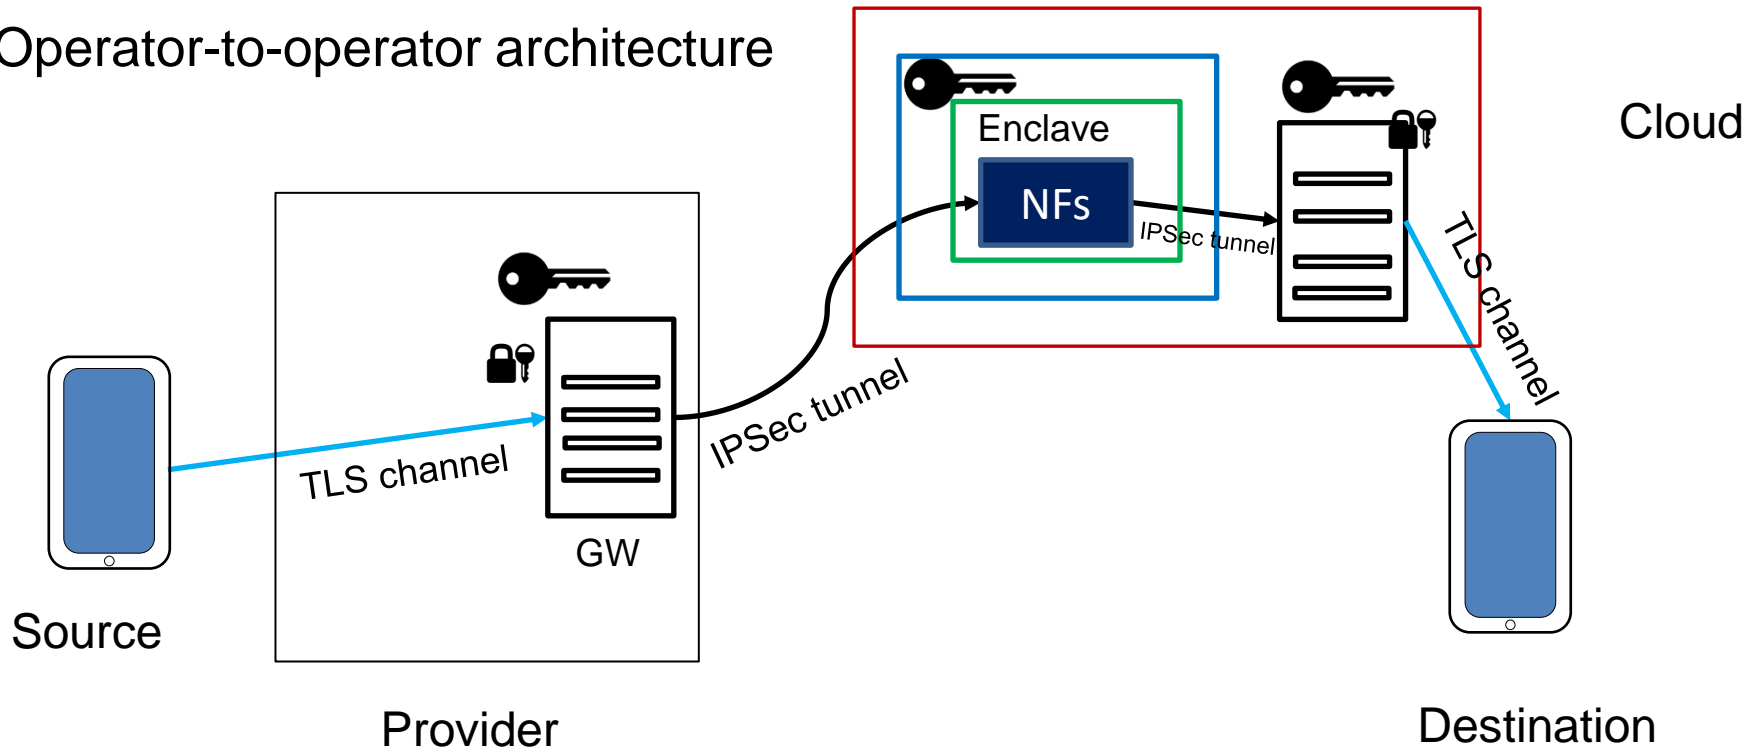 Operator-to-operator architecture
Cloud
Enclave
NFs
IPSec tunnel
TLS channel
IPSec tunnel
TLS channel
GW
Source
Provider
Destination